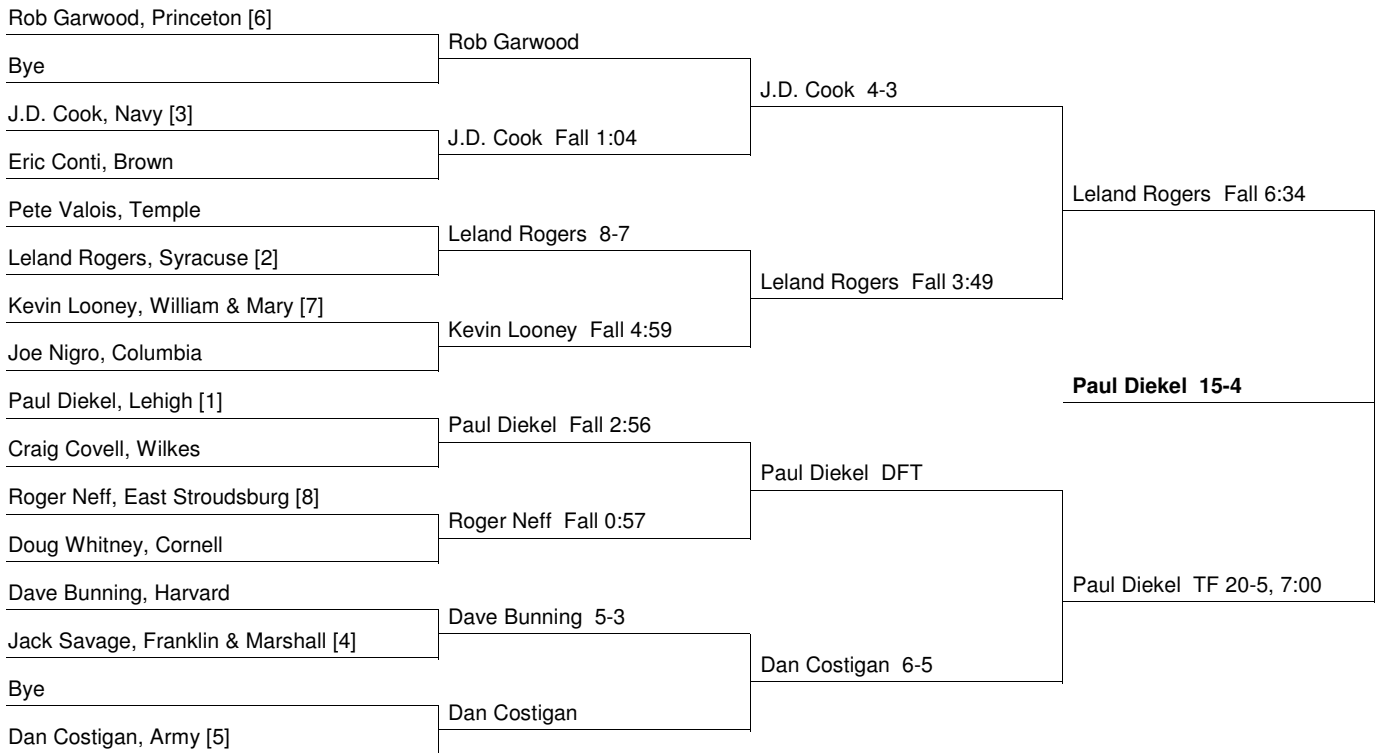 Rob Garwood, Princeton [6]
Bye
J.D. Cook, Navy [3]
Eric Conti, Brown
Pete Valois, Temple
Leland Rogers, Syracuse [2]
Kevin Looney, William & Mary [7]
Joe Nigro, Columbia
Paul Diekel, Lehigh [1]
Craig Covell, Wilkes
Roger Neff, East Stroudsburg [8]
Doug Whitney, Cornell
Dave Bunning, Harvard
Jack Savage, Franklin & Marshall [4]
Bye
Dan Costigan, Army [5]
Rob Garwood
J.D. Cook Fall 1:04
Leland Rogers 8-7
Kevin Looney Fall 4:59
Paul Diekel Fall 2:56
Roger Neff Fall 0:57
Dave Bunning 5-3
Dan Costigan
J.D. Cook 4-3
Leland Rogers Fall 3:49
Paul Diekel DFT
Dan Costigan 6-5
Leland Rogers Fall 6:34
Paul Diekel 15-4
Paul Diekel TF 20-5, 7:00